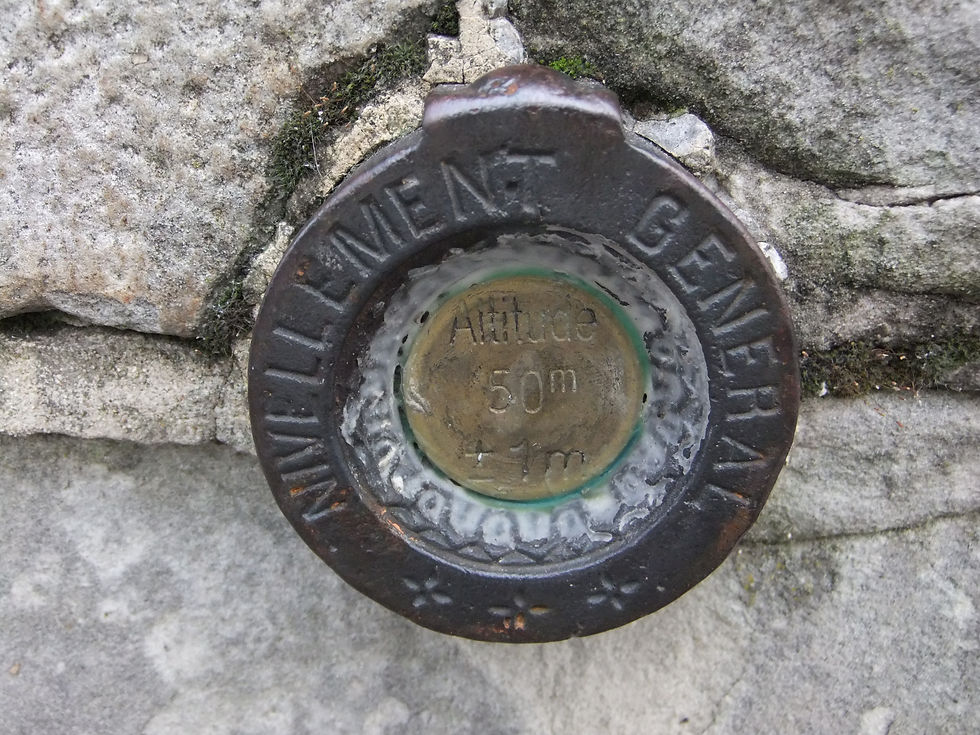 NIVELLEMENT GENERAL
Altitude
50m
± 1m